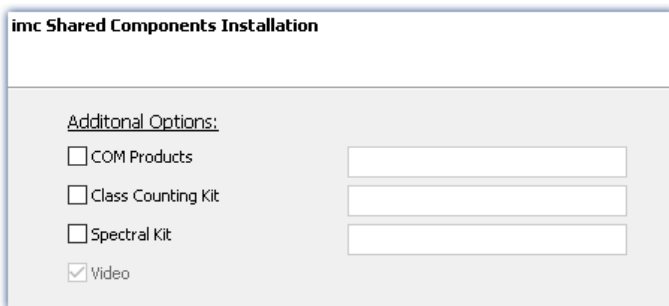 imc Shared Components Installation
Additonal Options:
COM Products
Class Counting Kit
Spectral Kit
Video